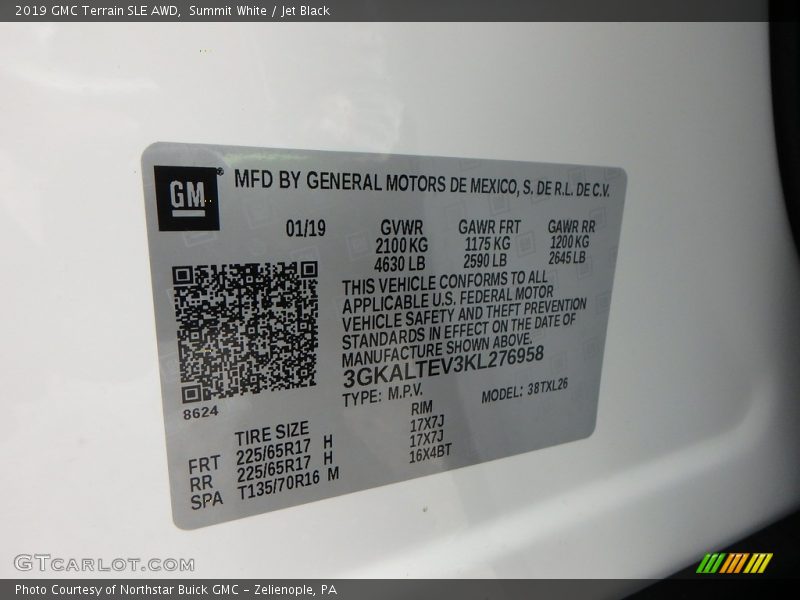 2019 GMC Terrain SLE AWD, Summit White / Jet Black
GM
MFD BY GENERAL MOTORS DE MEXICO, S. DE R.L. DE C.V.
01/19 GVWR GAWR FRT GAWR RR
2100 KG 1175 KG 1200 KG
4630 LB 2590 LB 2645 LB
THIS VEHICLE CONFORMS TO ALL
APPLICABLE U.S. FEDERAL MOTOR
VEHICLE SAFETY AND THEFT PREVENTION
STANDARDS IN EFFECT ON THE DATE OF
MANUFACTURE SHOWN ABOVE.
3GKALTEV3KL276958
8624
TYPE: M.P.V. MODEL: 38TXL26
TIRE SIZE RIM
FRT 225/65R17 H 17X7J
RR 225/65R17 H 17X7J
SPA T135/70R16 M 16X4BT
GTCARLOT.COM
Photo Courtesy of Northstar Buick GMC - Zelienople, PA